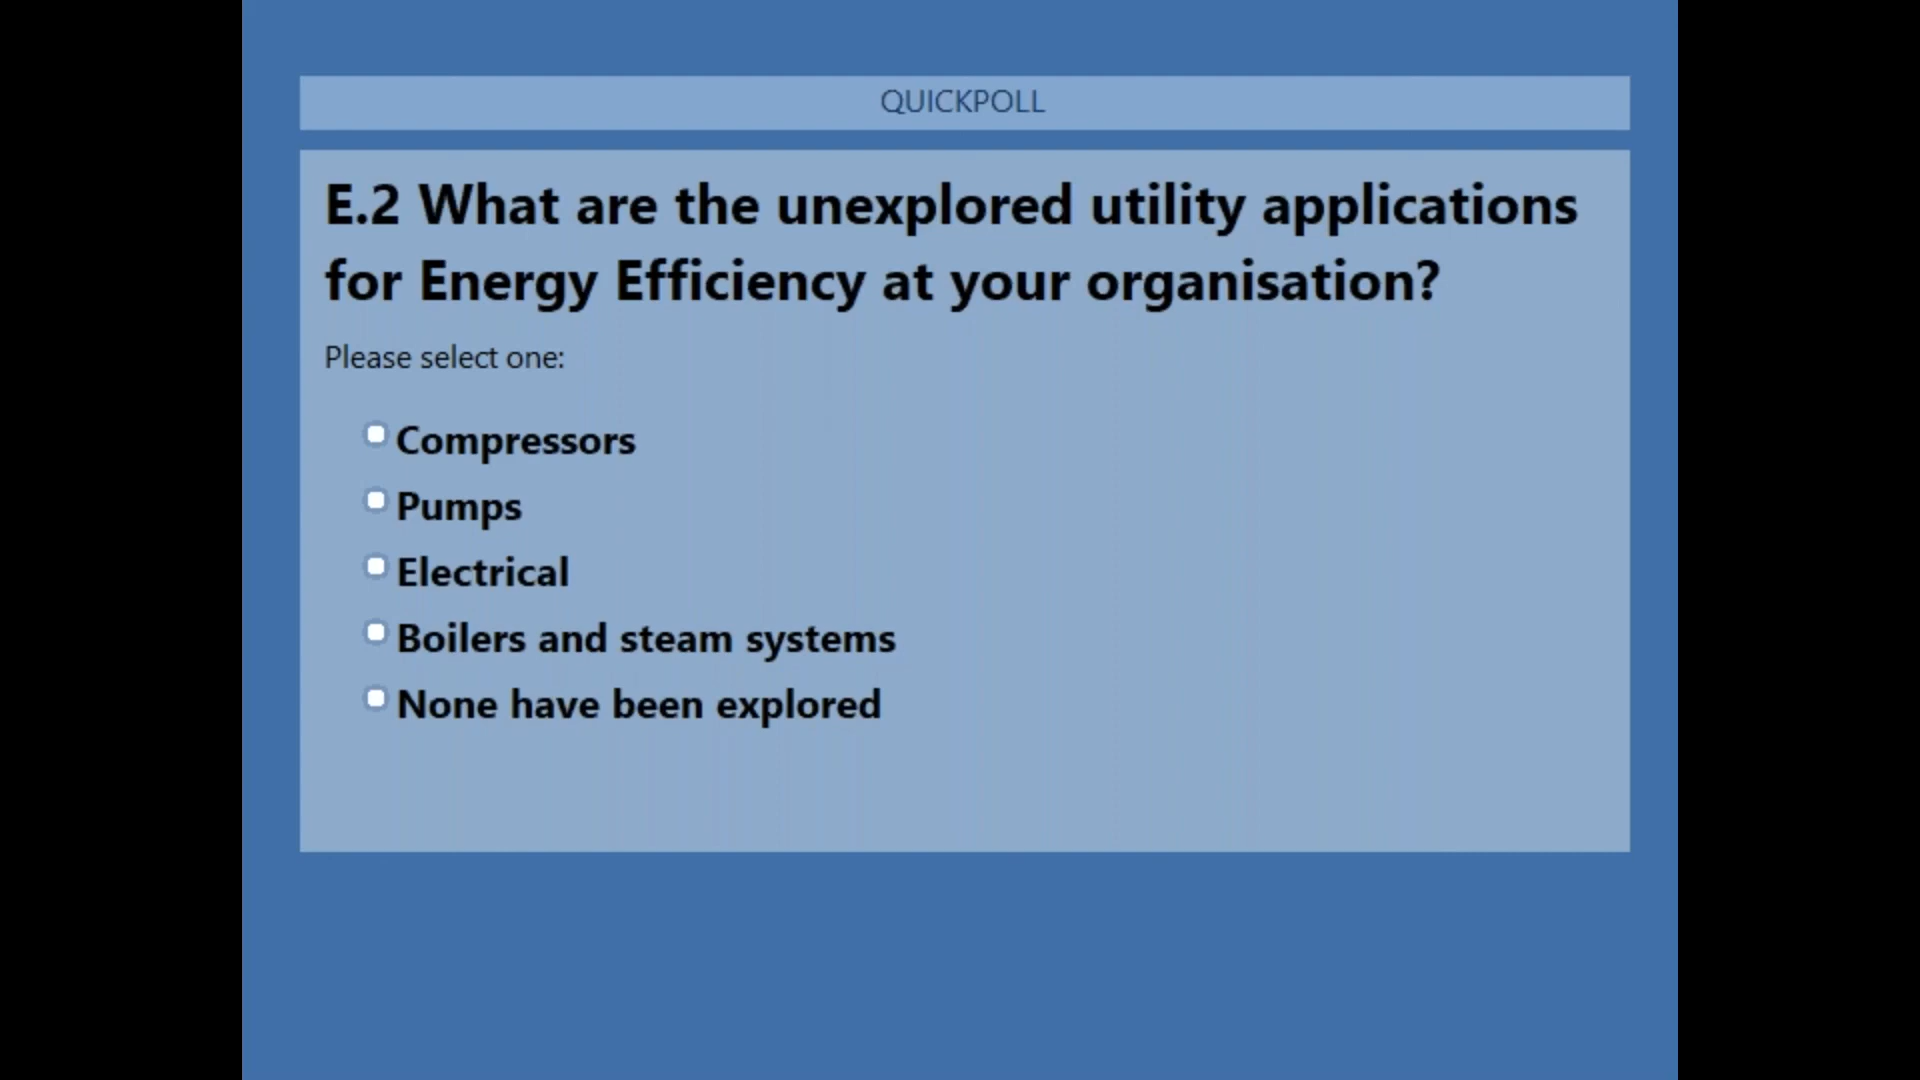 QUICKPOLL
E.2 What are the unexplored utility applications
for Energy Efficiency at your organisation?
Please select one:
Compressors
Pumps
Electrical
Boilers and steam systems
None have been explored